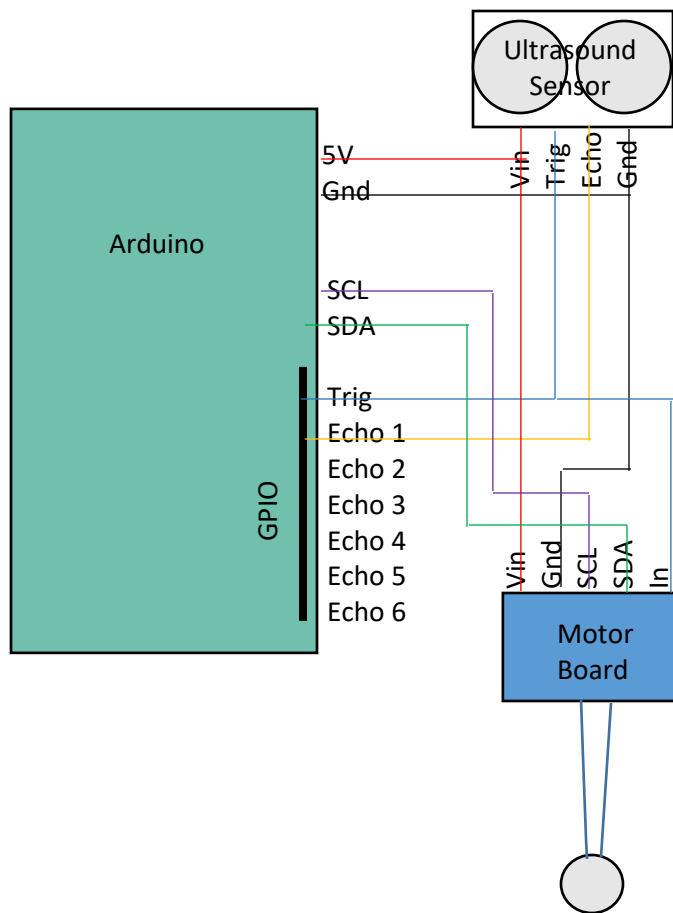 Ultrasound
Sensor
Vin
Trig
Echo
Gnd
5V
Gnd
Arduino
SCL
SDA
Trig
Echo 1
Echo 2
Echo 3
Echo 4
Echo 5
Echo 6
GPIO
Vin
Gnd
SCL
SDA
In
Motor
Board